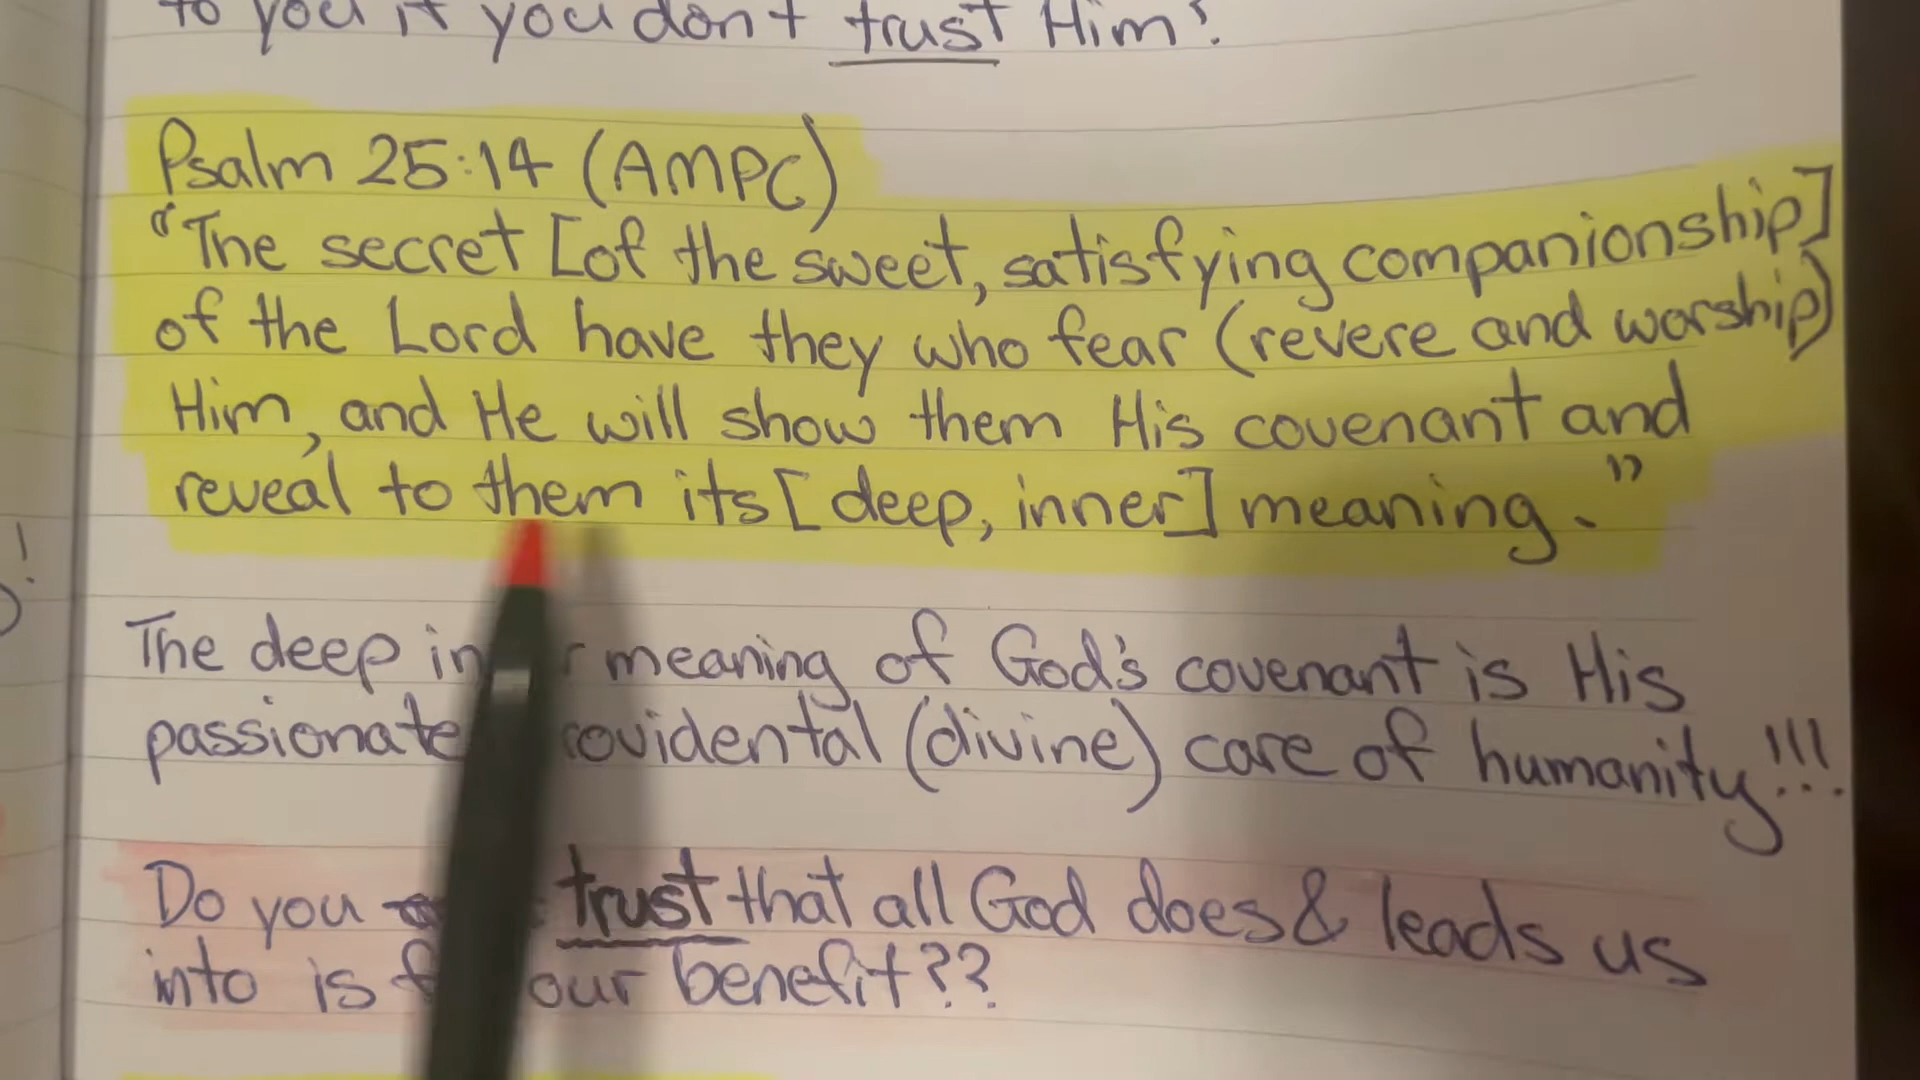 to you if you don't trust Him?
Psalm 25:14 (AMPC)
"The secret [of the sweet, satisfying companionship]
of the Lord have they who fear (revere and worship)
Him, and He will show them His covenant and
reveal to them its [deep, inner] meaning."
The deep meaning of God's covenant is His
passionate (divine) care of humanity!!!
Do you trust that all God does & leads us
into is our benefit??
!